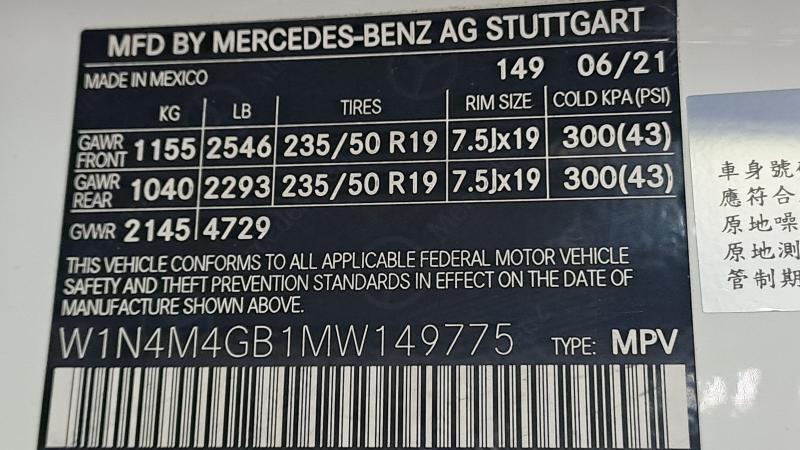 MFD BY MERCEDES-BENZ AG STUTTGART
MADE IN MEXICO 149 06/21
KG LB TIRES RIM SIZE COLD KPA (PSI)
GAWR FRONT 1155 2546 235/50 R19 7.5Jx19 300(43)
GAWR REAR 1040 2293 235/50 R19 7.5Jx19 300(43)
GVWR 2145 4729
THIS VEHICLE CONFORMS TO ALL APPLICABLE FEDERAL MOTOR VEHICLE
SAFETY AND THEFT PREVENTION STANDARDS IN EFFECT ON THE DATE OF
MANUFACTURE SHOWN ABOVE.
W1N4M4GB1MW149775 TYPE: MPV
車身號
應符合
原地噪
原地測
管制期